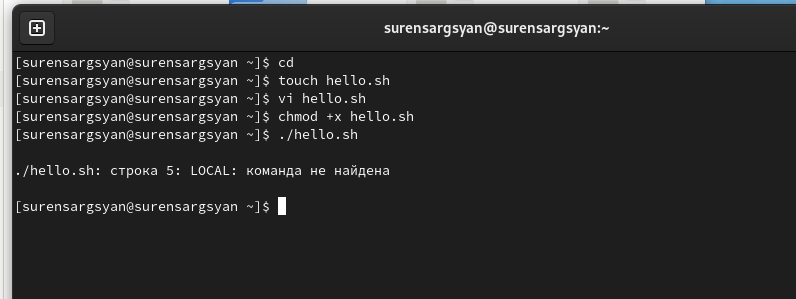 surensargsyan@surensargsyan:~
[surensargsyan@surensargsyan ~]$ cd
[surensargsyan@surensargsyan ~]$ touch hello.sh
[surensargsyan@surensargsyan ~]$ vi hello.sh
[surensargsyan@surensargsyan ~]$ chmod +x hello.sh
[surensargsyan@surensargsyan ~]$ ./hello.sh
./hello.sh: строка 5: LOCAL: команда не найдена
[surensargsyan@surensargsyan ~]$